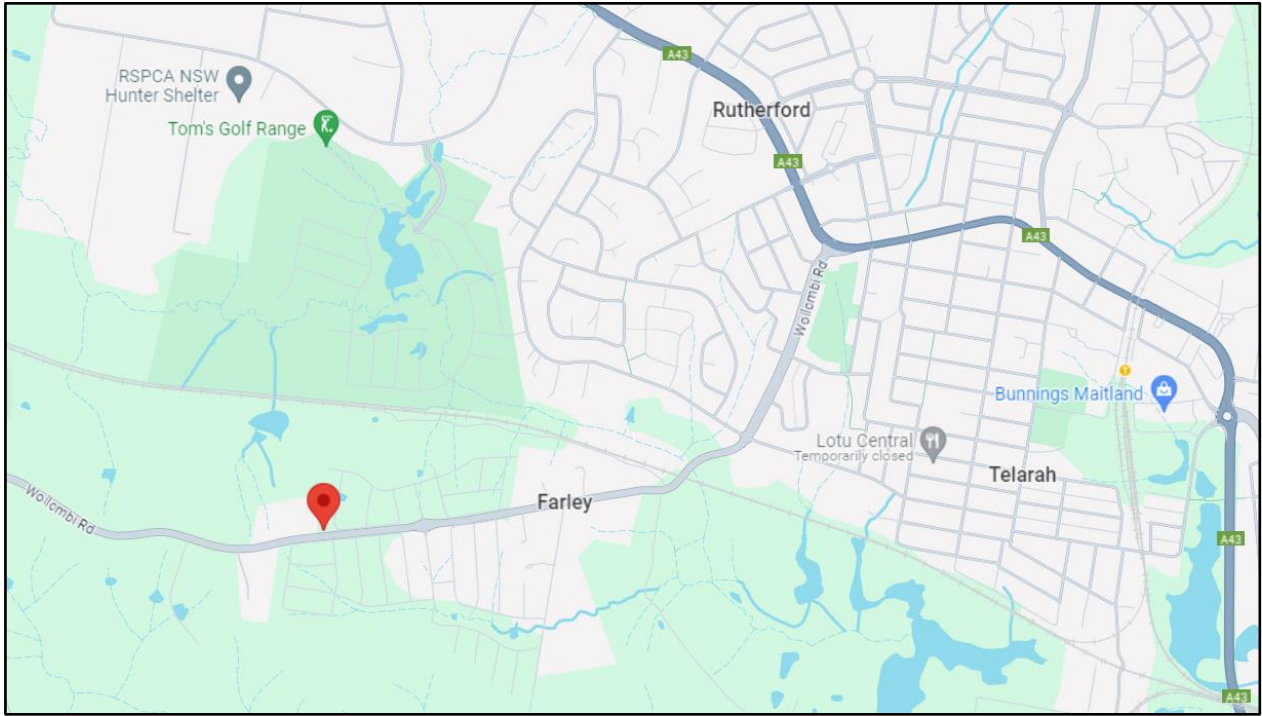 A43
RSPCA NSW
Hunter Shelter
Rutherford
Tom's Golf Range
A43
A43
Wollombi Rd
Bunnings Maitland
Lotu Central
Temporarily closed
Telarah
Farley
Wollombi Rd
A43
A43